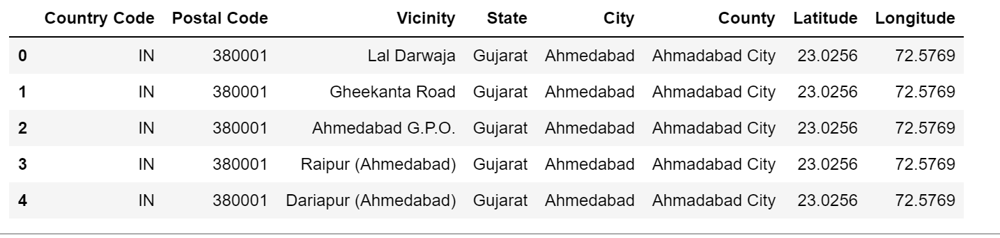 Country Code Postal Code Vicinity State City County Latitude Longitude
0 IN 380001 Lal Darwaja Gujarat Ahmedabad Ahmadabad City 23.0256 72.5769
1 IN 380001 Gheekanta Road Gujarat Ahmedabad Ahmadabad City 23.0256 72.5769
2 IN 380001 Ahmedabad G.P.O. Gujarat Ahmedabad Ahmadabad City 23.0256 72.5769
3 IN 380001 Raipur (Ahmedabad) Gujarat Ahmedabad Ahmadabad City 23.0256 72.5769
4 IN 380001 Dariapur (Ahmedabad) Gujarat Ahmedabad Ahmadabad City 23.0256 72.5769